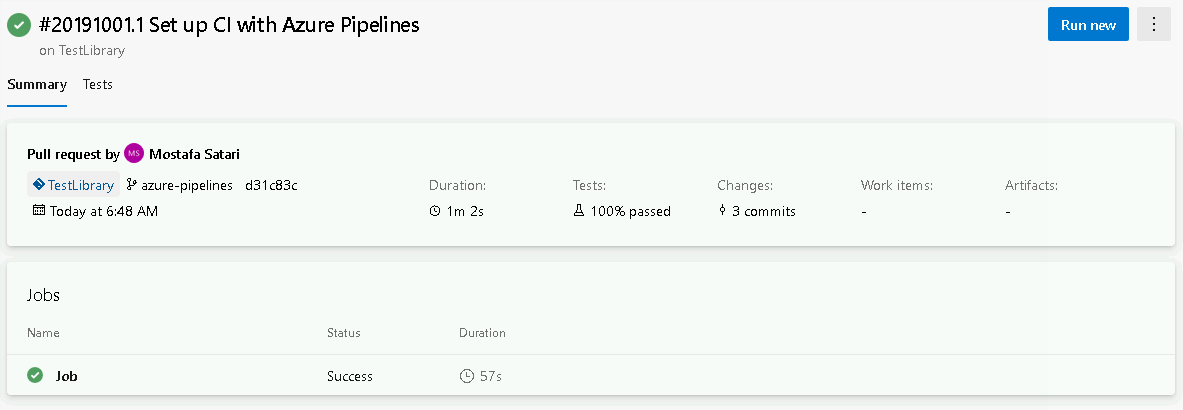 #20191001.1 Set up CI with Azure Pipelines
Run new
on TestLibrary
Summary Tests
Pull request by MS Mostafa Satari
TestLibrary azure-pipelines d31c83c Duration: Tests: Changes: Work items: Artifacts:
Today at 6:48 AM 1m 2s 100% passed 3 commits - -
Jobs
Name Status Duration
Job Success 57s